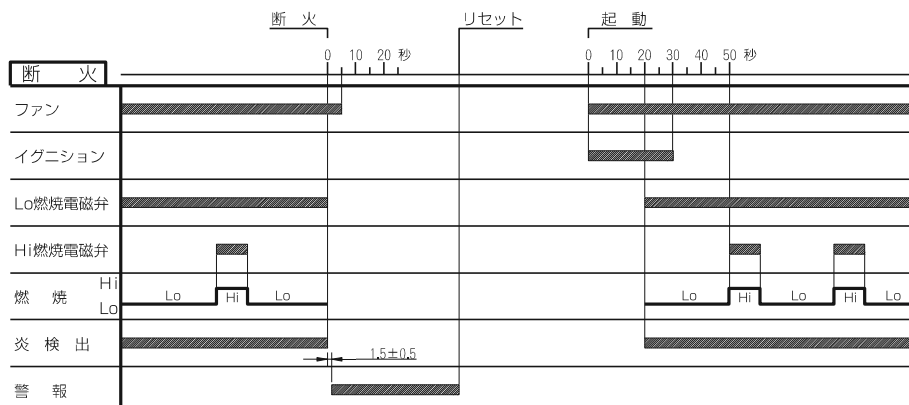 断火 リセット 起動
0 10 20 秒 0 10 20 30 40 50 秒
断火
ファン
イグニション
Lo燃焼電磁弁
Hi燃焼電磁弁
燃焼 Hi Lo
Lo Hi Lo Lo Hi Lo Hi Lo
炎検出
1.5±0.5
警報